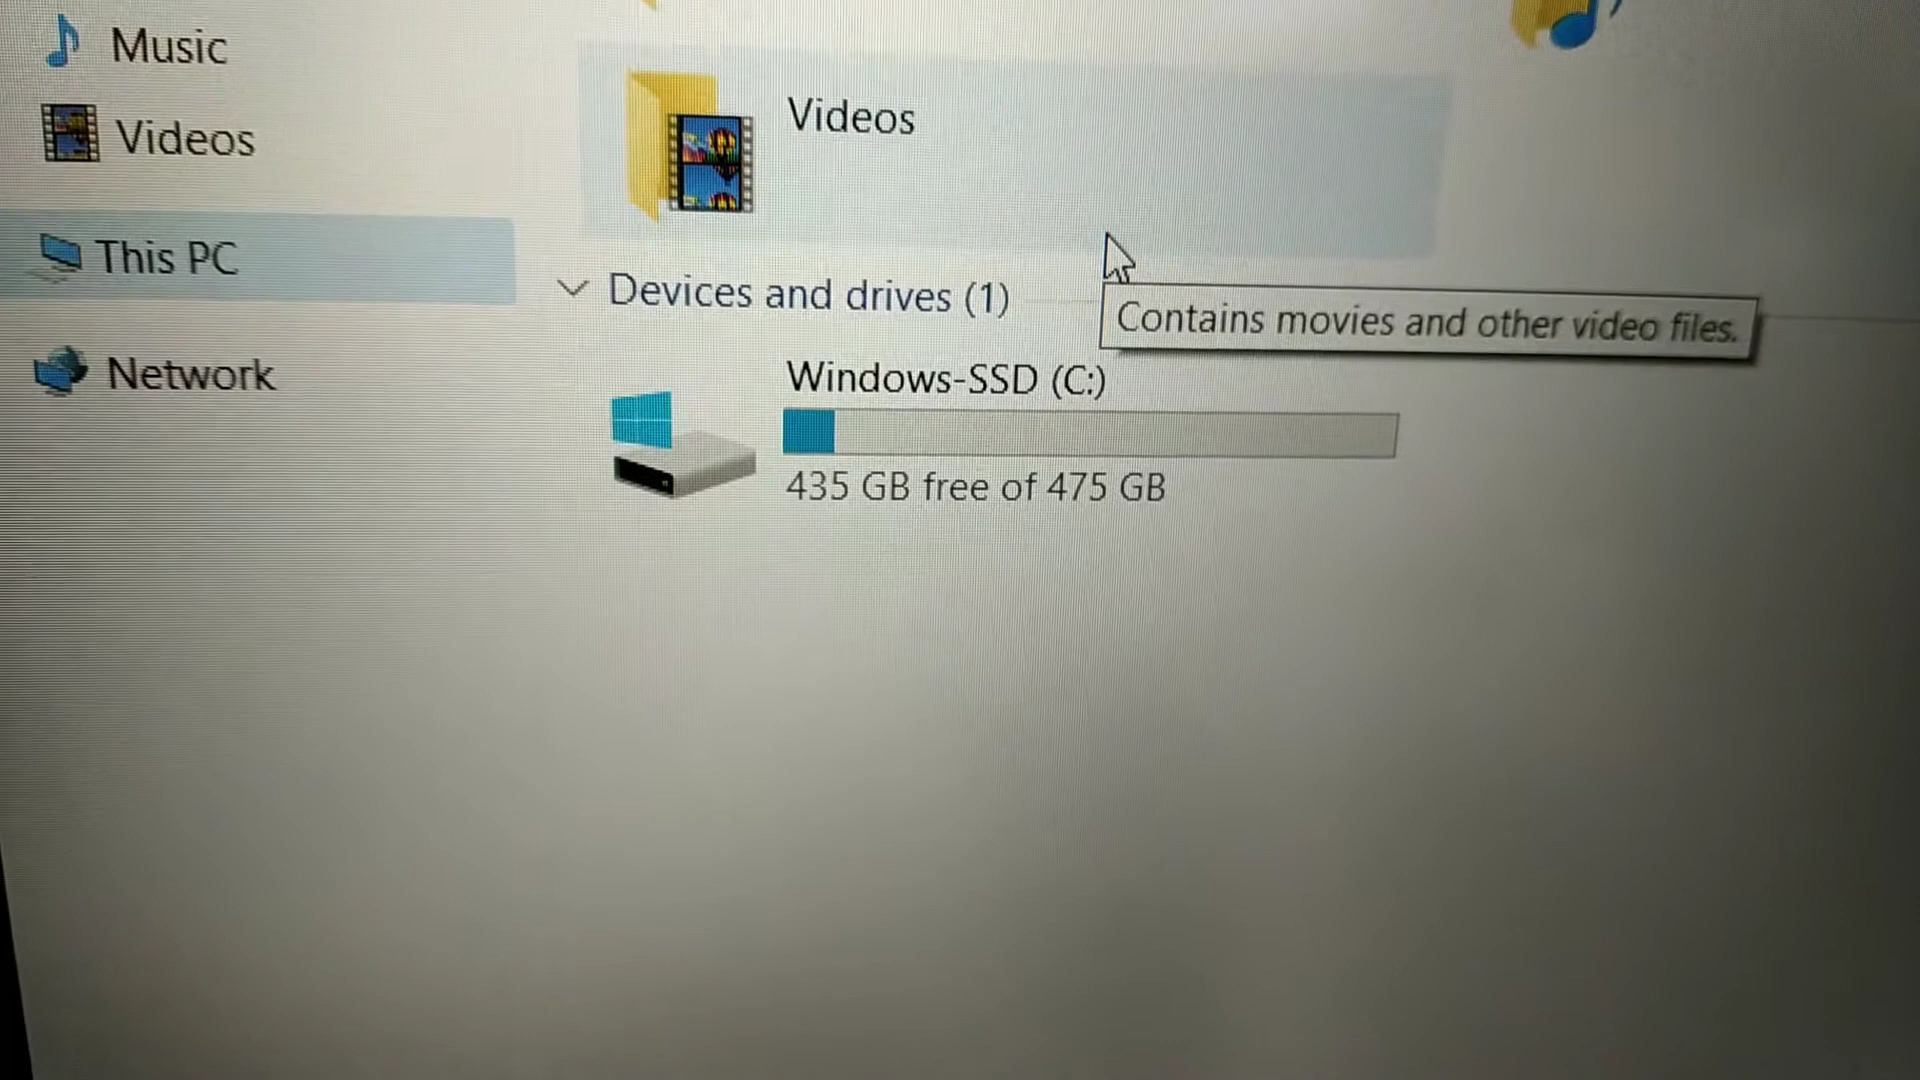 Music
Videos
This PC
Network
Videos
Devices and drives (1)
Contains movies and other video files.
Windows-SSD (C:)
435 GB free of 475 GB